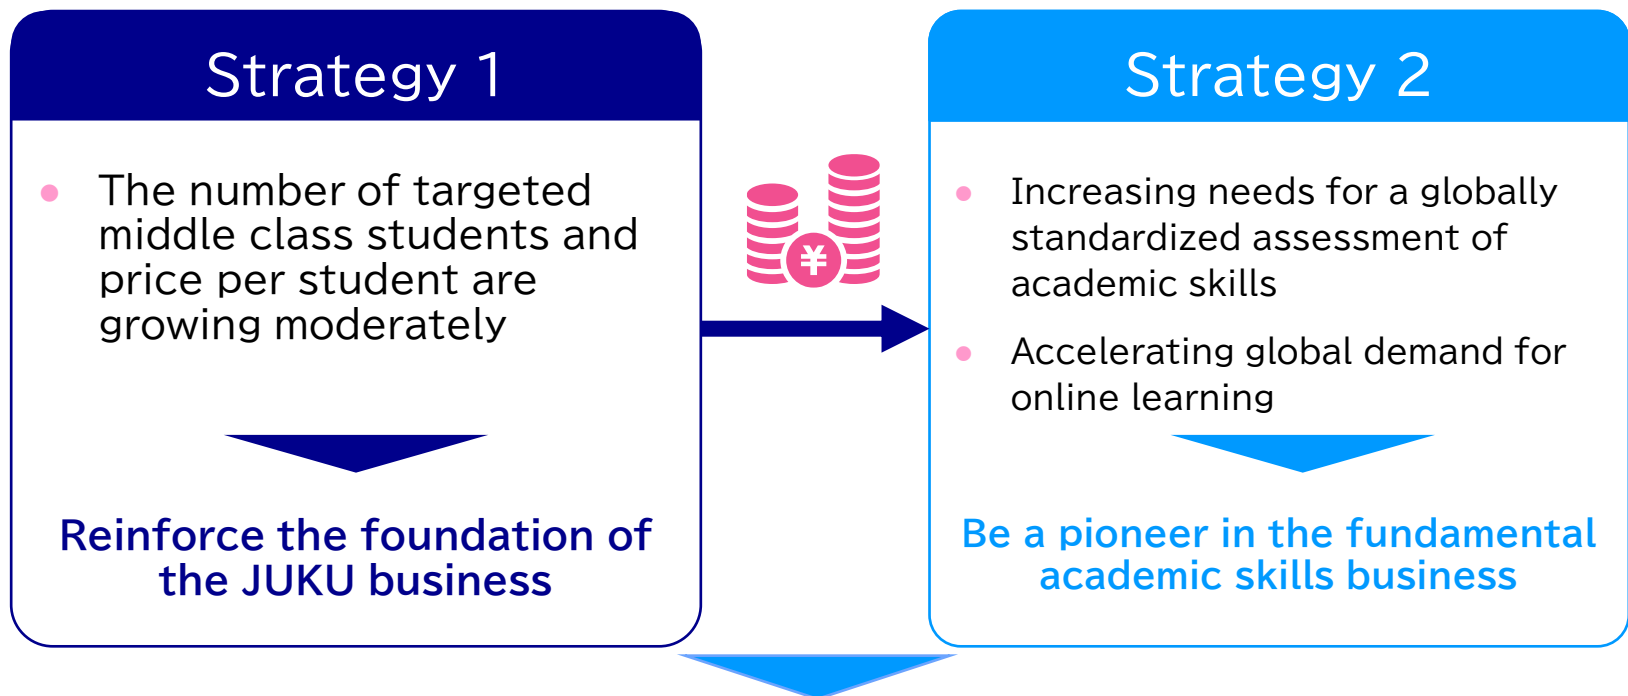 Strategy 1
• The number of targeted
middle class students and
price per student are
growing moderately
Reinforce the foundation of
the JUKU business
¥
Strategy 2
• Increasing needs for a globally
standardized assessment of
academic skills
• Accelerating global demand for
online learning
Be a pioneer in the fundamental
academic skills business